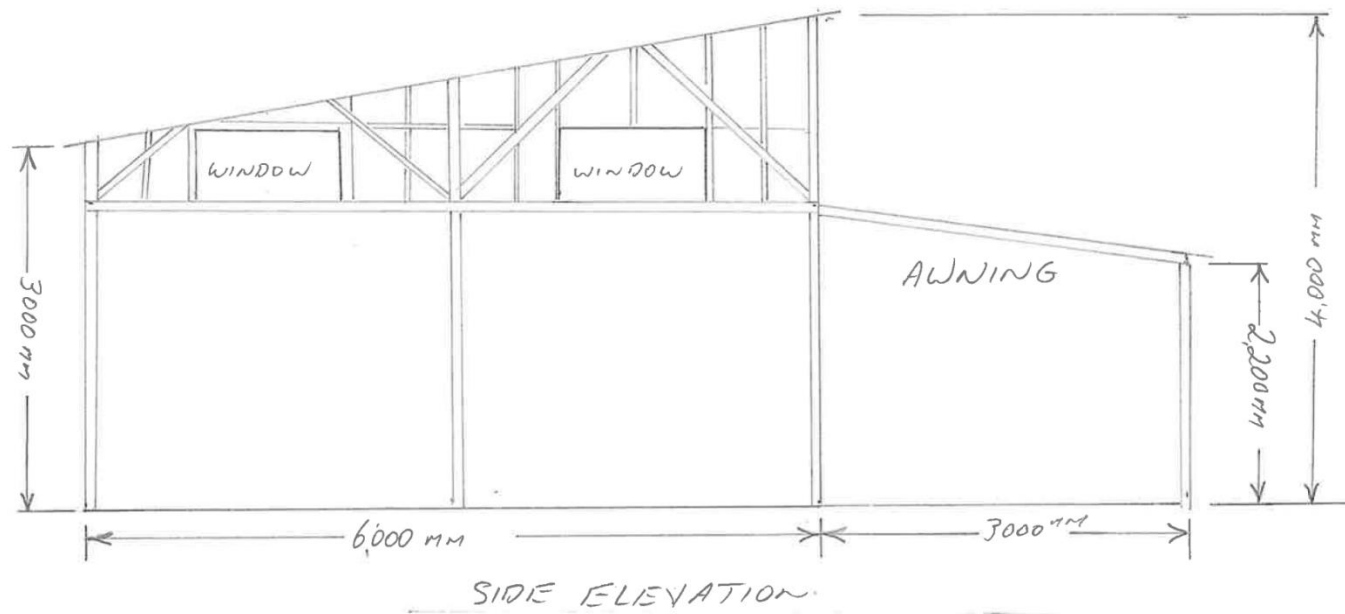 WINDOW
WINDOW
AWNING
3000 MM
2,200 MM
4,000 MM
6,000 MM
3000 MM
SIDE ELEVATION.